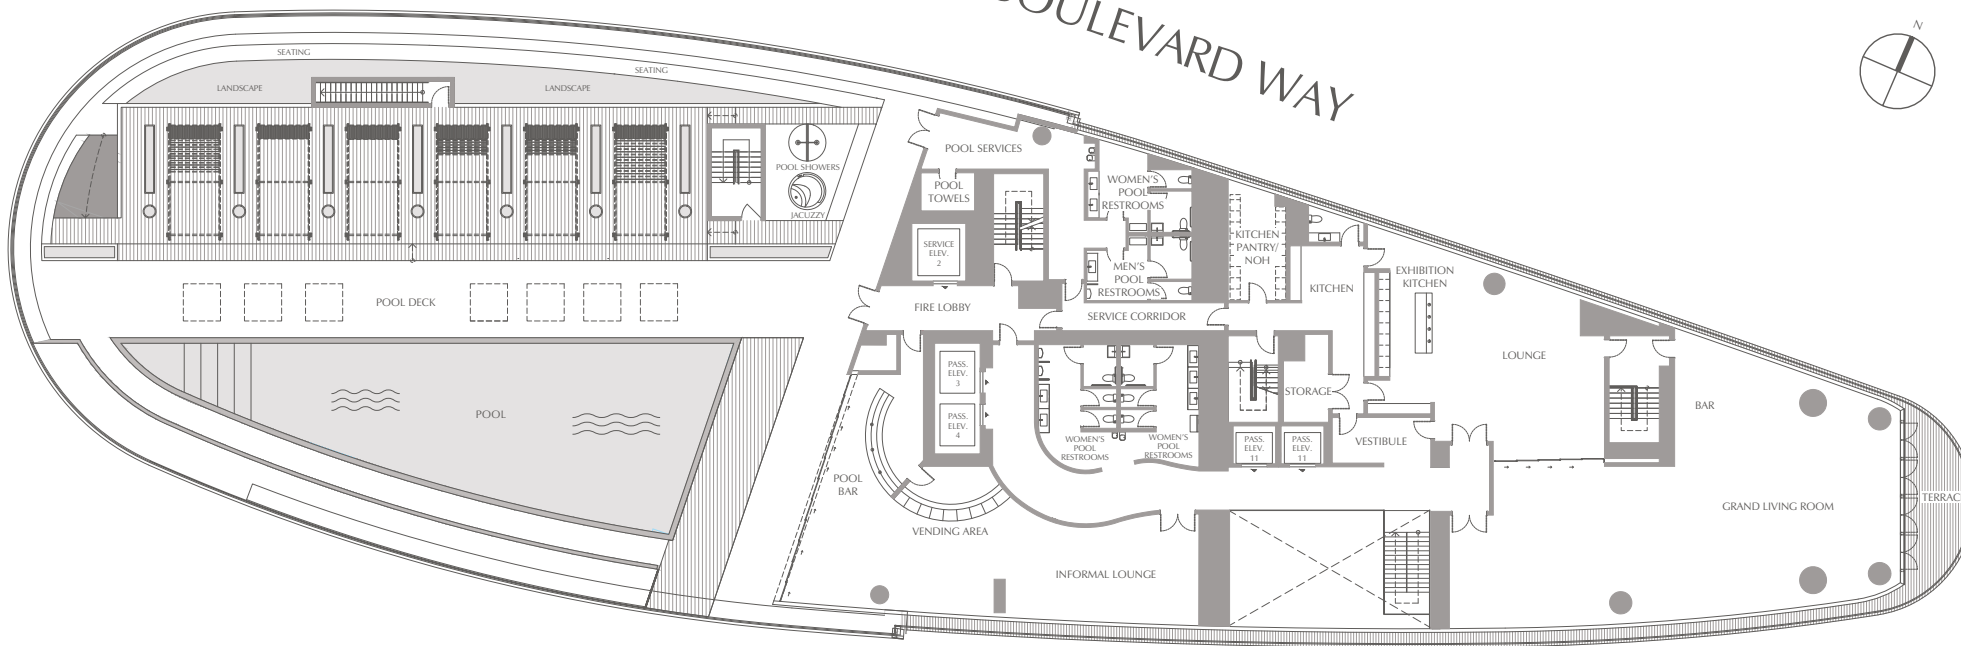 OULEVARD WAY
N
SEATING
SEATING
LANDSCAPE
LANDSCAPE
POOL SERVICES
POOL SHOWERS
JACUZZY
POOL
TOWELS
WOMEN'S
POOL
RESTROOMS
SERVICE
ELEV.
2
KITCHEN
PANTRY/
NOH
MEN'S
POOL
RESTROOMS
EXHIBITION
KITCHEN
KITCHEN
POOL DECK
FIRE LOBBY
SERVICE CORRIDOR
LOUNGE
PASS.
ELEV.
3
STORAGE
BAR
POOL
PASS.
ELEV.
4
WOMEN'S
POOL
RESTROOMS
WOMEN'S
POOL
RESTROOMS
PASS.
ELEV.
11
PASS.
ELEV.
11
VESTIBULE
POOL
BAR
VENDING AREA
GRAND LIVING ROOM
TERRAC
INFORMAL LOUNGE